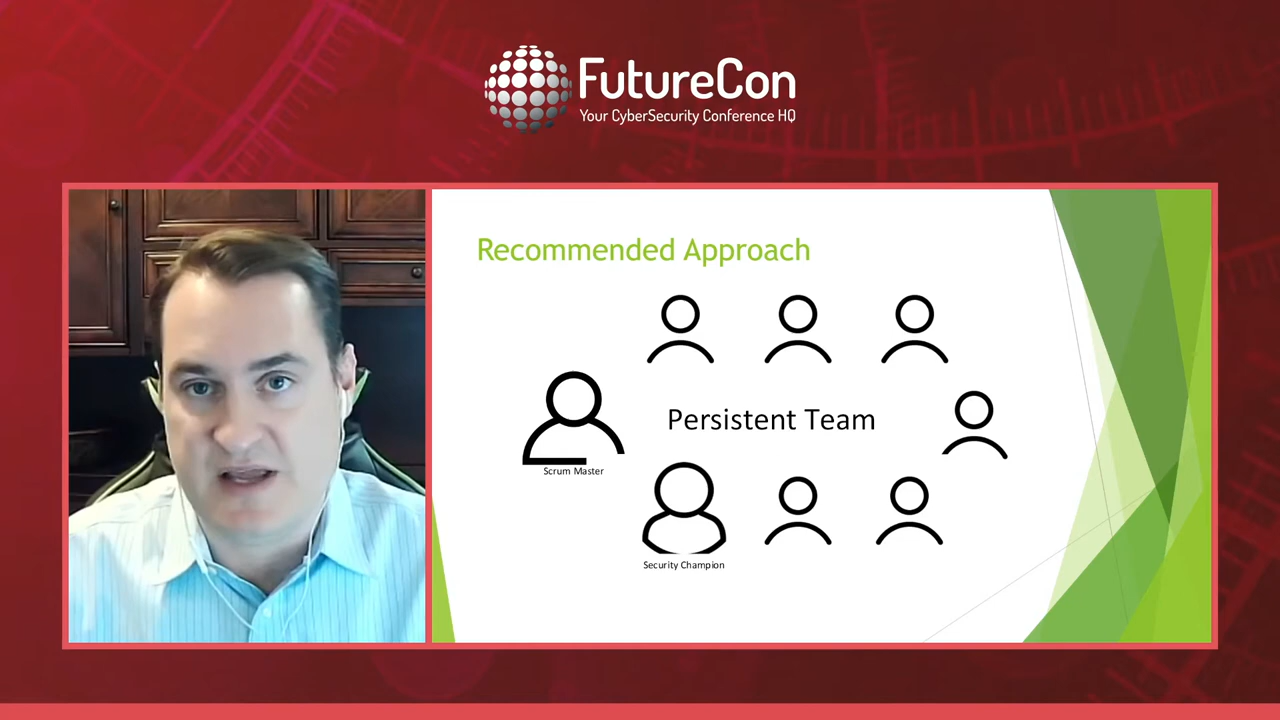 FutureCon
Your CyberSecurity Conference HQ
Recommended Approach
Persistent Team
Scrum Master
Security Champion